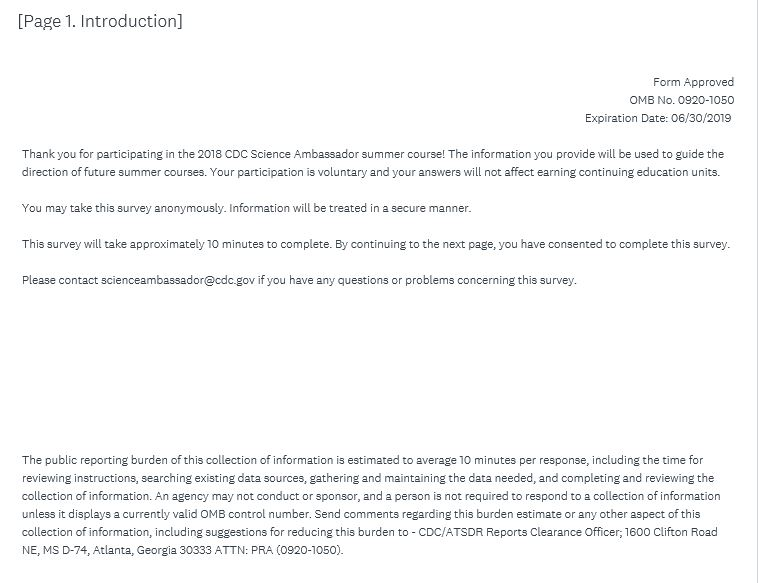 [Page 1. Introduction]
Form Approved
OMB No. 0920-1050
Expiration Date: 06/30/2019
Thank you for participating in the 2018 CDC Science Ambassador summer course! The information you provide will be used to guide the
direction of future summer courses. Your participation is voluntary and your answers will not affect earning continuing education units.
You may take this survey anonymously. Information will be treated in a secure manner.
This survey will take approximately 10 minutes to complete. By continuing to the next page, you have consented to complete this survey.
Please contact scienceambassador@cdc.gov if you have any questions or problems concerning this survey.
The public reporting burden of this collection of information is estimated to average 10 minutes per response, including the time for
reviewing instructions, searching existing data sources, gathering and maintaining the data needed, and completing and reviewing the
collection of information. An agency may not conduct or sponsor, and a person is not required to respond to a collection of information
unless it displays a currently valid OMB control number. Send comments regarding this burden estimate or any other aspect of this
collection of information, including suggestions for reducing this burden to - CDC/ATSDR Reports Clearance Officer; 1600 Clifton Road
NE, MS D-74, Atlanta, Georgia 30333 ATTN: PRA (0920-1050).